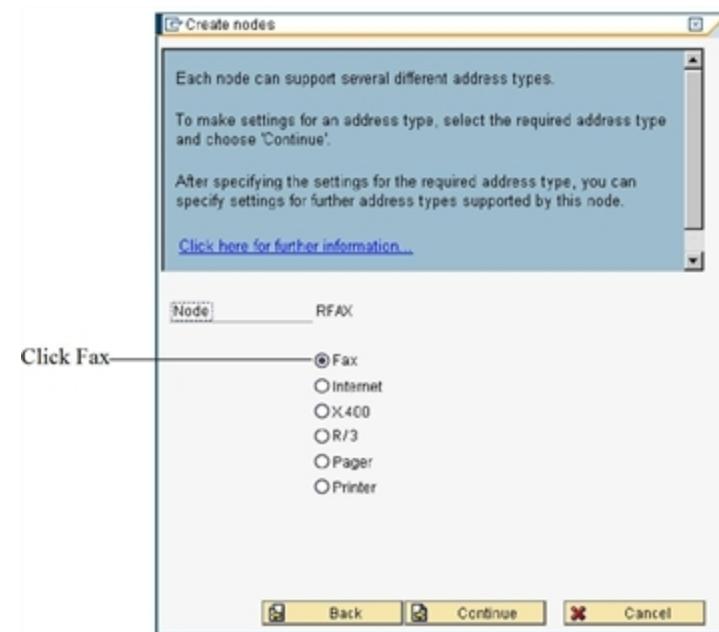 Create nodes
Each node can support several different address types.
To make settings for an address type, select the required address type
and choose 'Continue'.
After specifying the settings for the required address type, you can
specify settings for further address types supported by this node.
Click here for further information...
Node RFAX
Click Fax
Fax
Internet
X.400
R/3
Pager
Printer
Back Continue Cancel